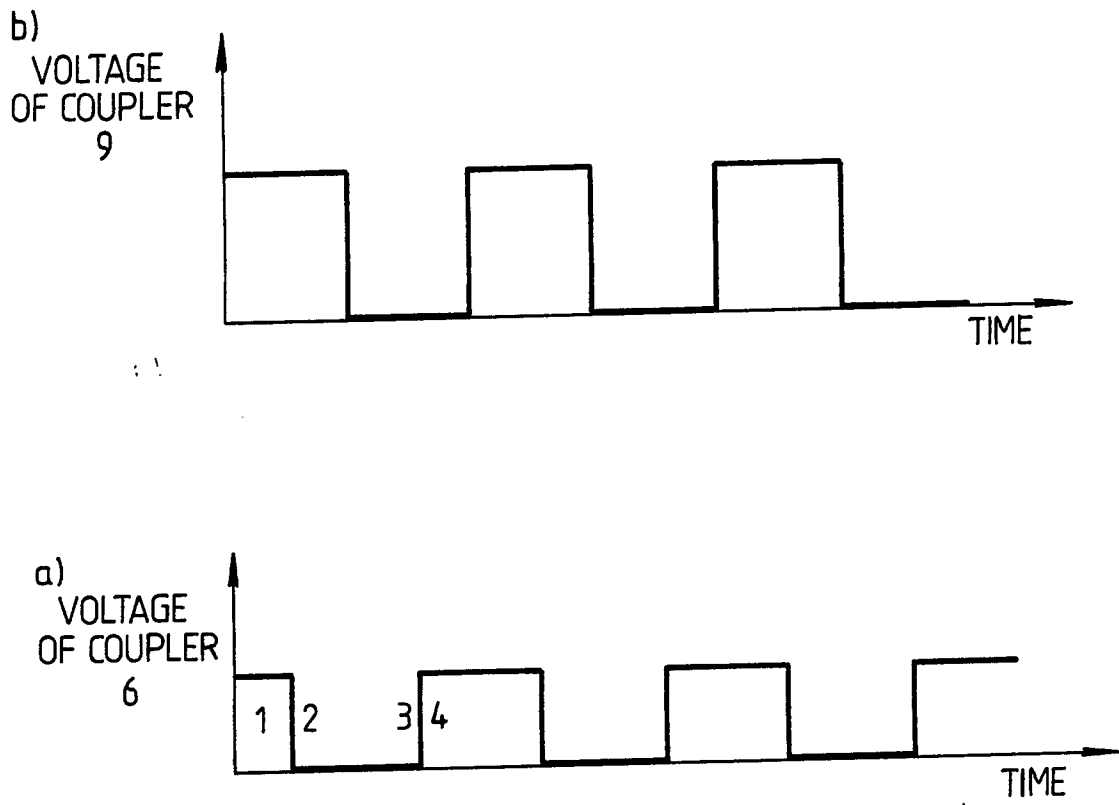 b)
VOLTAGE
OF COUPLER
9
TIME
a)
VOLTAGE
OF COUPLER
6
1 2 3 4
TIME